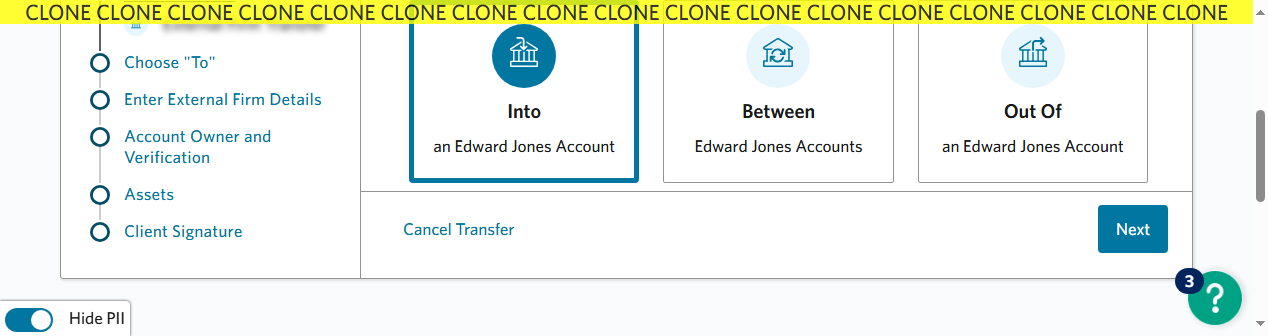 CLONE CLONE CLONE CLONE CLONE CLONE CLONE CLONE CLONE CLONE CLONE CLONE CLONE CLONE CLONE CLONE CLONE
Choose "To"
Enter External Firm Details
Account Owner and
Verification
Assets
Client Signature
Into
an Edward Jones Account
Between
Edward Jones Accounts
Out Of
an Edward Jones Account
Cancel Transfer
Next
3
?
Hide PII